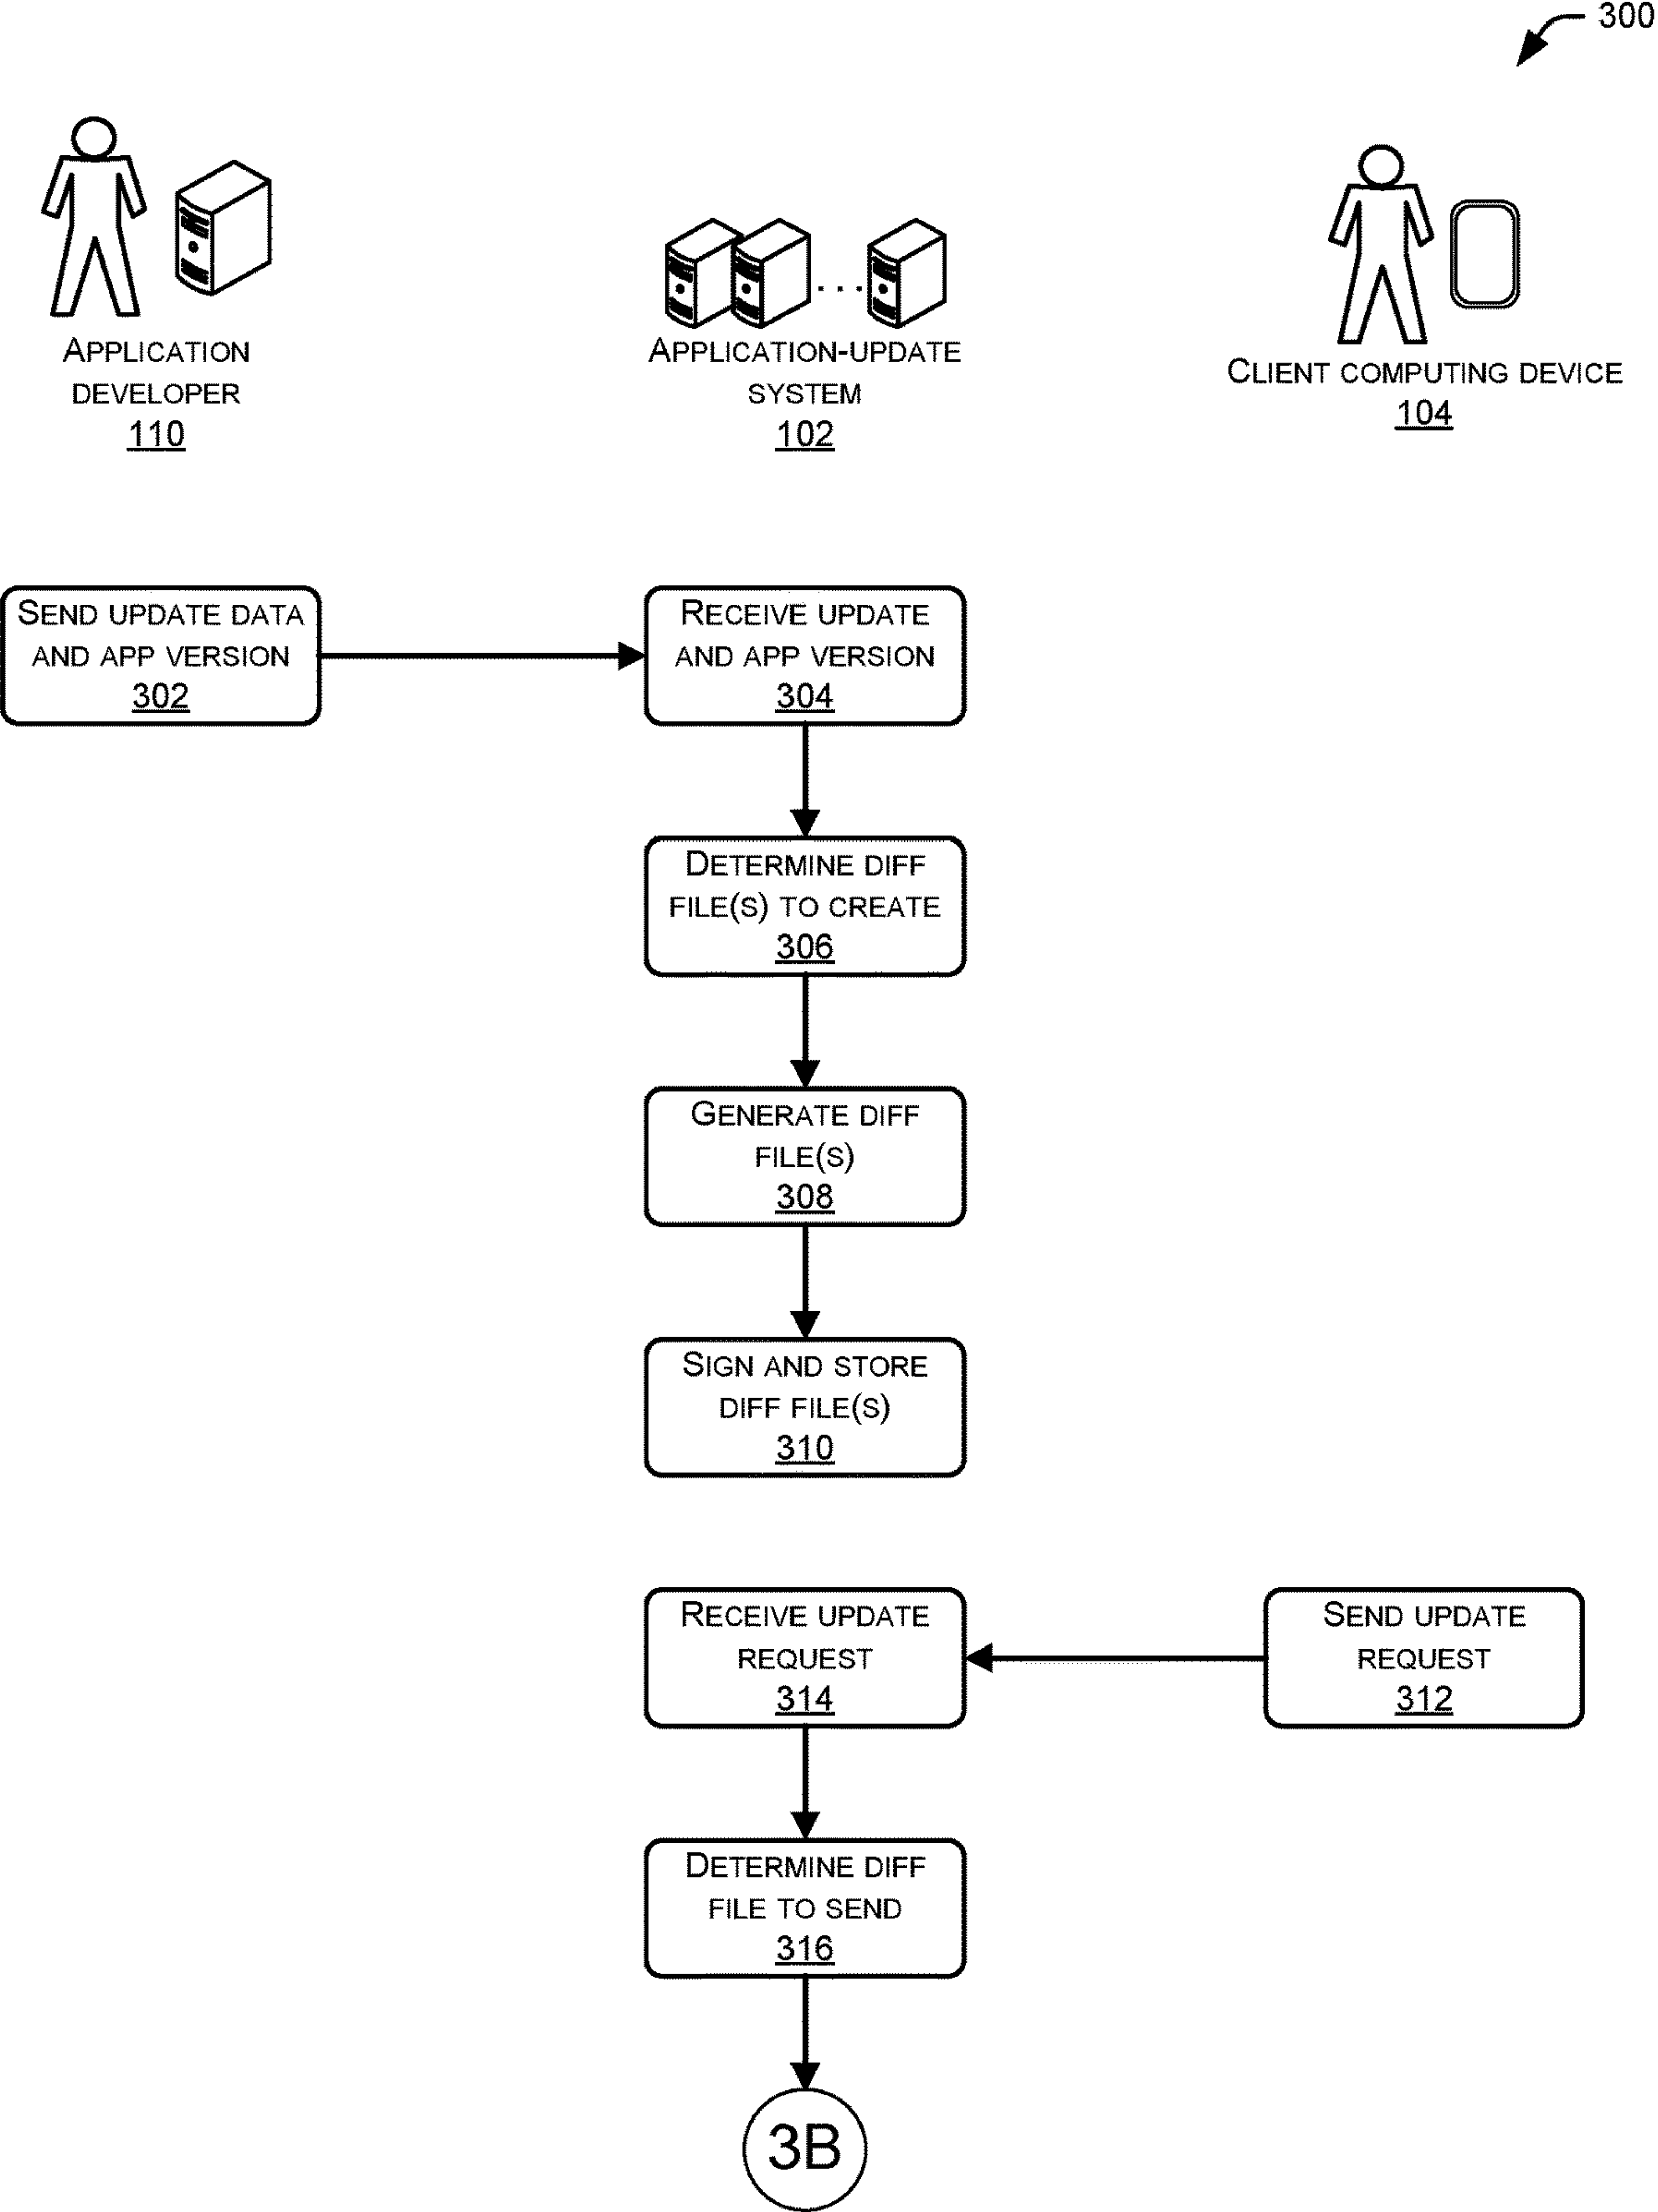 300
APPLICATION
DEVELOPER
110
APPLICATION-UPDATE
SYSTEM
102
CLIENT COMPUTING DEVICE
104
SEND UPDATE DATA
AND APP VERSION
302
RECEIVE UPDATE
AND APP VERSION
304
DETERMINE DIFF
FILE(S) TO CREATE
306
GENERATE DIFF
FILE(S)
308
SIGN AND STORE
DIFF FILE(S)
310
RECEIVE UPDATE
REQUEST
314
SEND UPDATE
REQUEST
312
DETERMINE DIFF
FILE TO SEND
316
3B